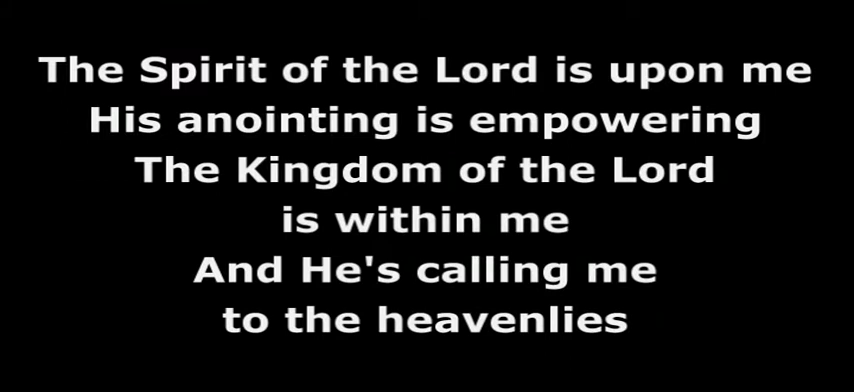 The Spirit of the Lord is upon me
His anointing is empowering
The Kingdom of the Lord
is within me
And He's calling me
to the heavenlies